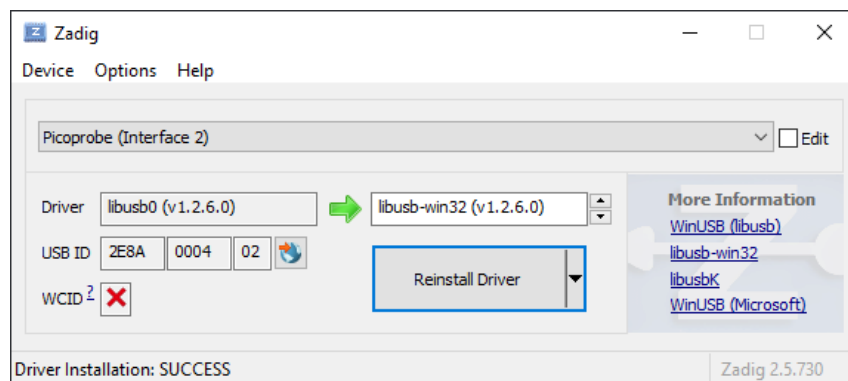 Zadig
Device Options Help
Picoprobe (Interface 2)
Edit
Driver libusb0 (v1.2.6.0) libusb-win32 (v1.2.6.0)
USB ID 2E8A 0004 02
WCID ?
Reinstall Driver
More Information
WinUSB (libusb)
libusb-win32
libusbK
WinUSB (Microsoft)
Driver Installation: SUCCESS
Zadig 2.5.730